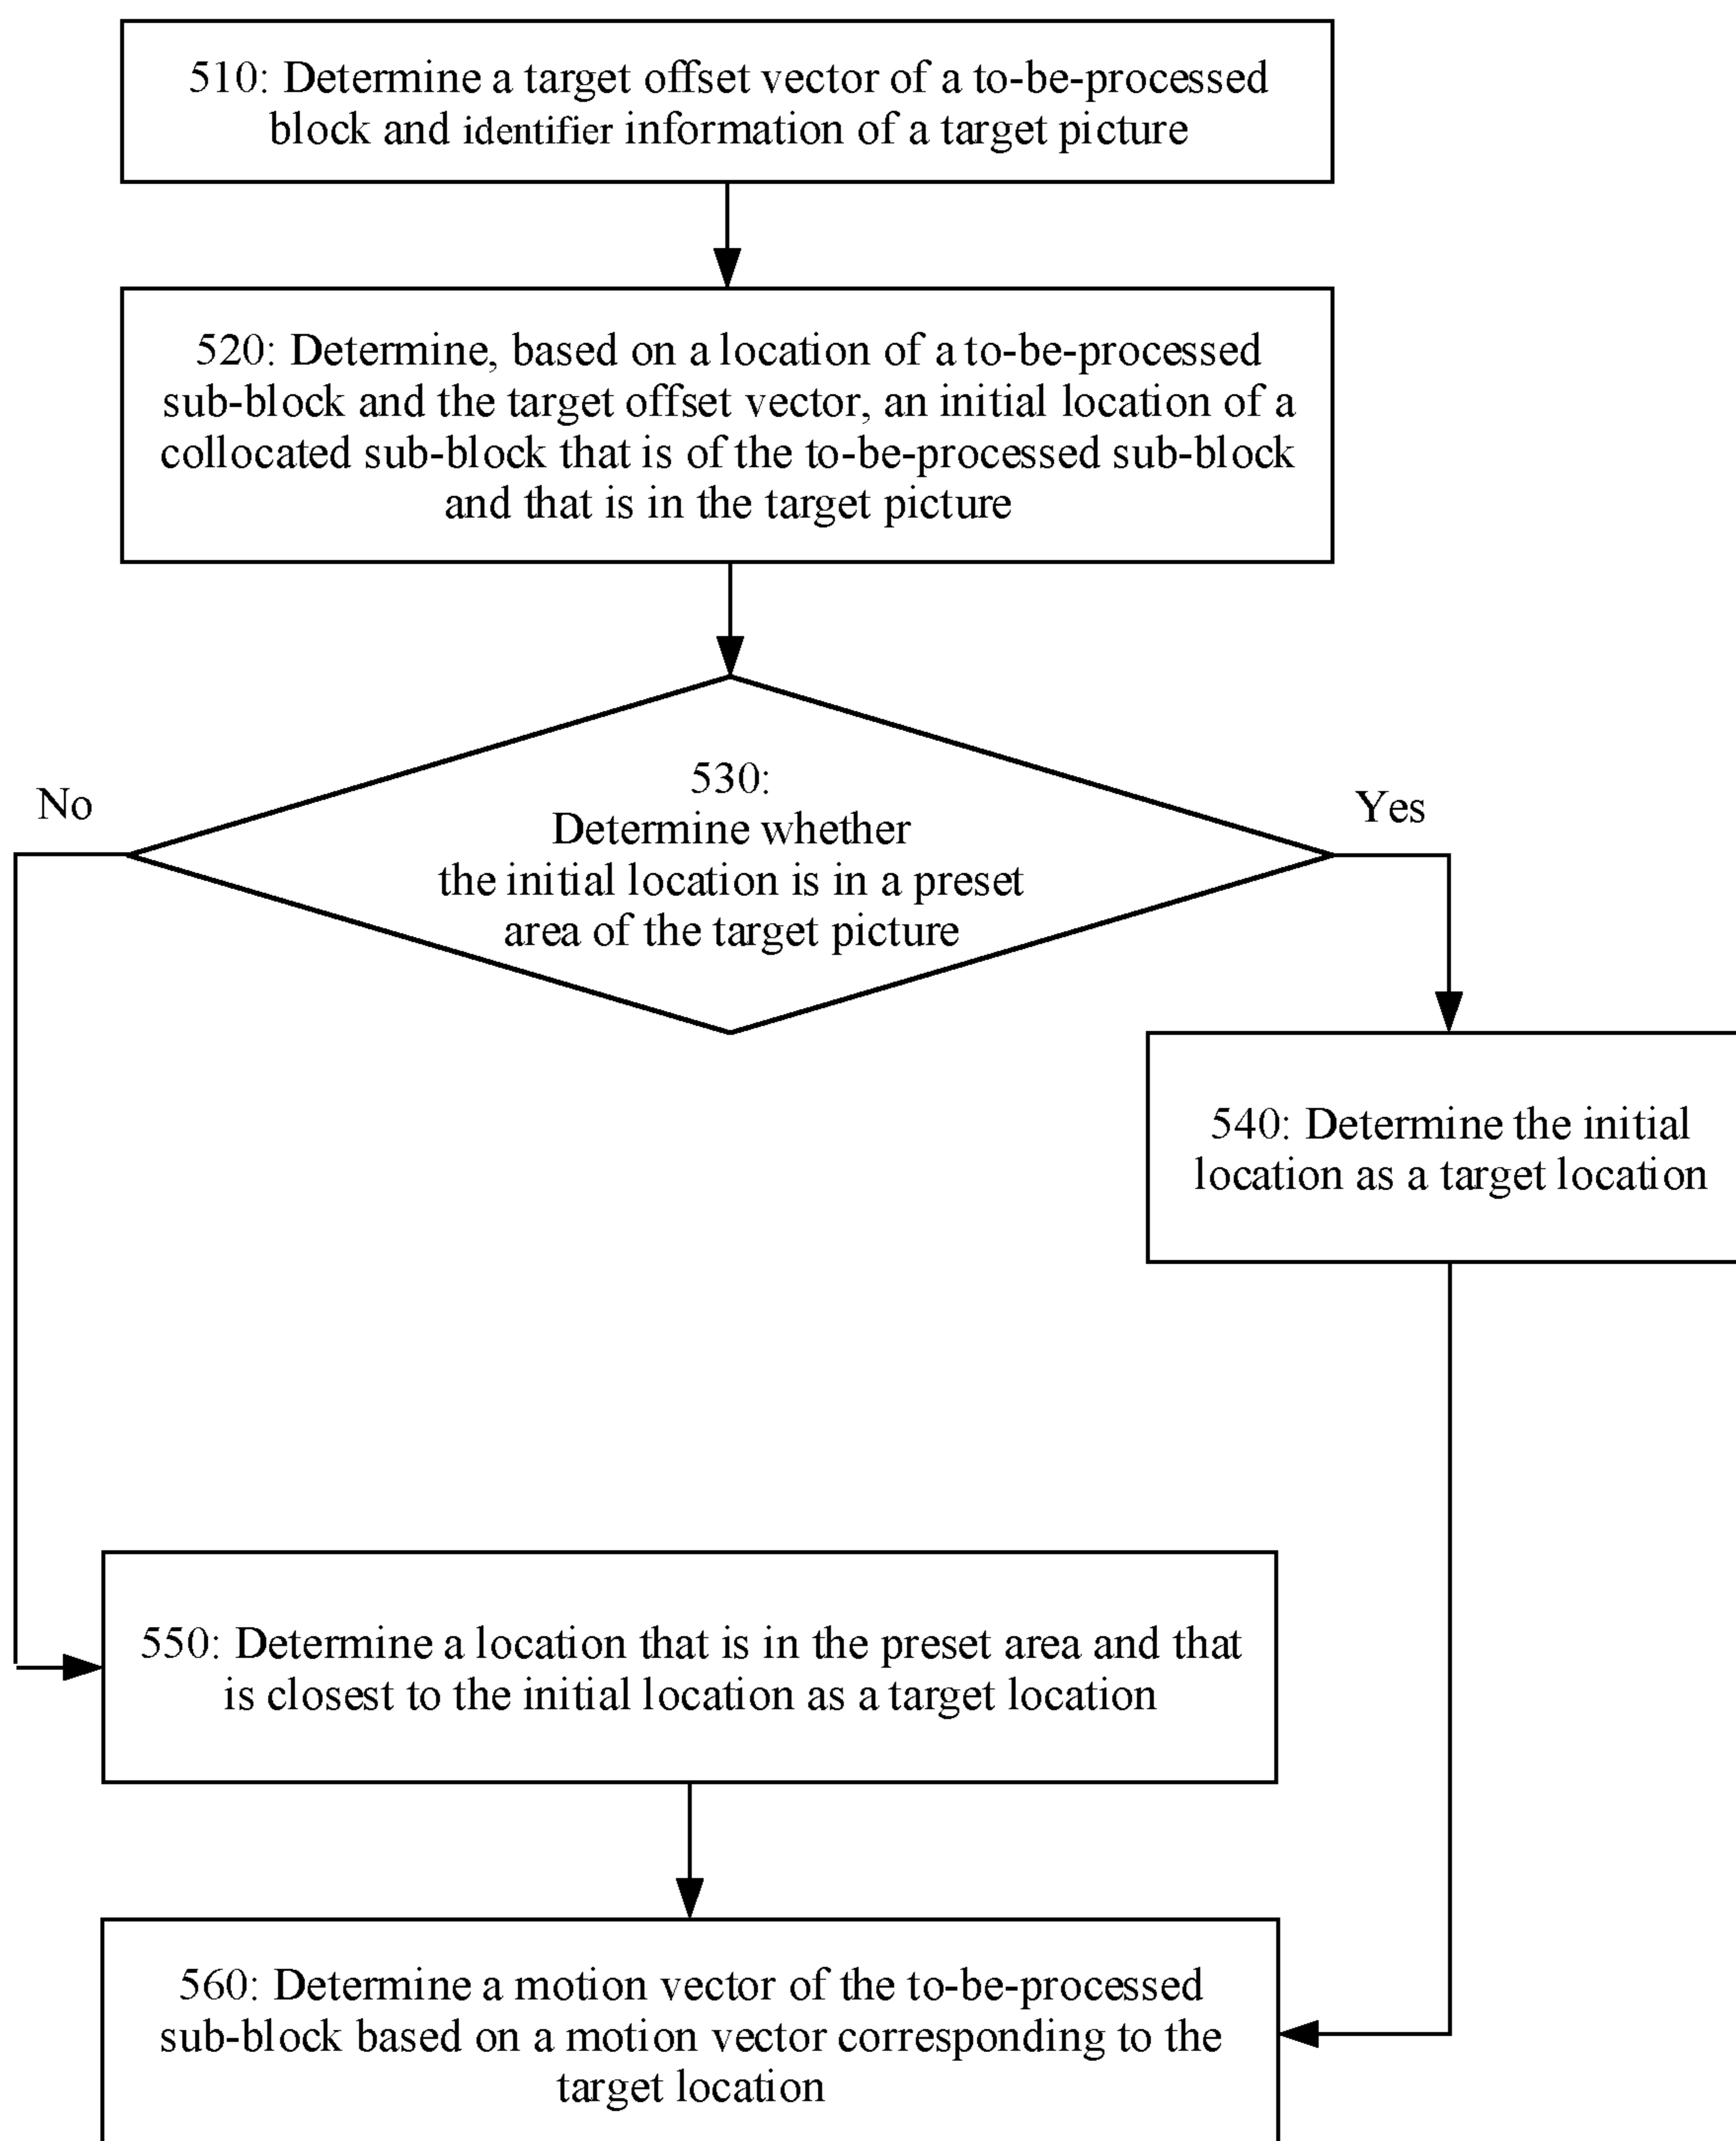 510: Determine a target offset vector of a to-be-processed
block and identifier information of a target picture
520: Determine, based on a location of a to-be-processed
sub-block and the target offset vector, an initial location of a
collocated sub-block that is of the to-be-processed sub-block
and that is in the target picture
530:
Determine whether
the initial location is in a preset
area of the target picture
No
Yes
540: Determine the initial
location as a target location
550: Determine a location that is in the preset area and that
is closest to the initial location as a target location
560: Determine a motion vector of the to-be-processed
sub-block based on a motion vector corresponding to the
target location